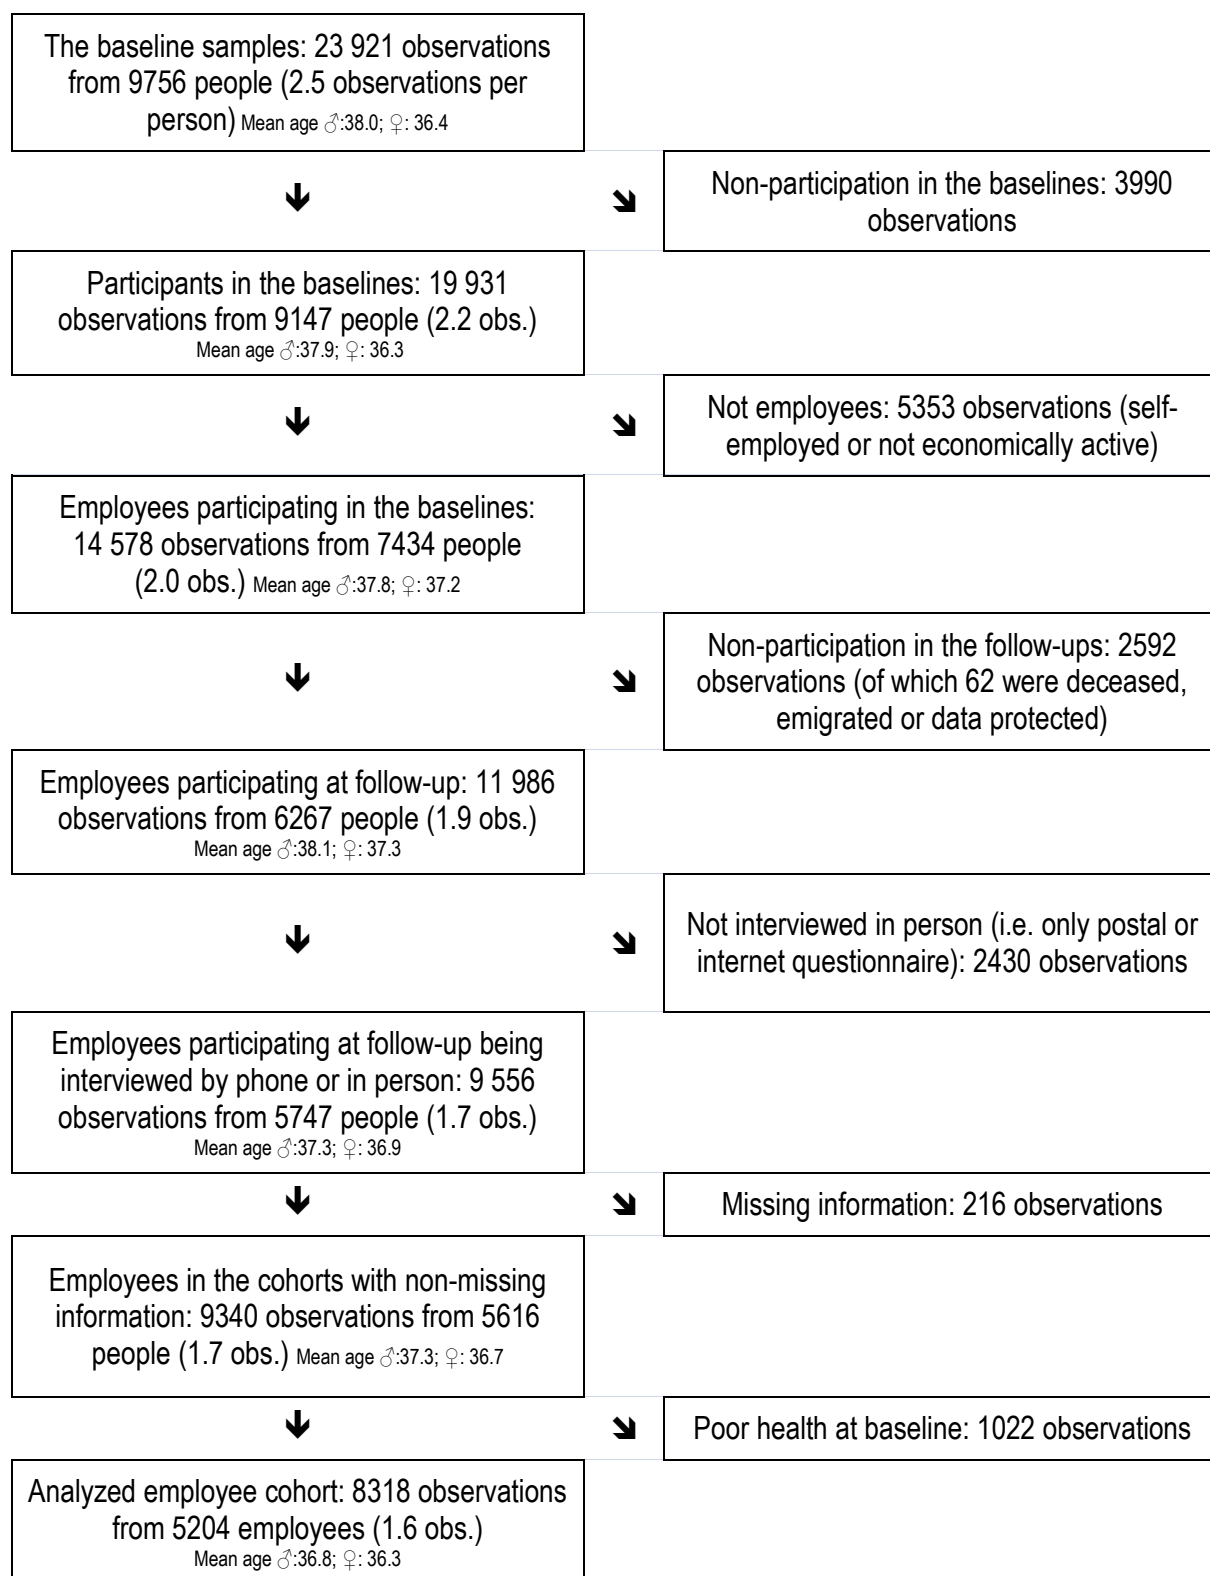 The baseline samples: 23 921 observations
from 9756 people (2.5 observations per
person) Mean age ♂:38.0; ♀: 36.4
Non-participation in the baselines: 3990
observations
Participants in the baselines: 19 931
observations from 9147 people (2.2 obs.)
Mean age ♂:37.9; ♀: 36.3
Not employees: 5353 observations (self-
employed or not economically active)
Employees participating in the baselines:
14 578 observations from 7434 people
(2.0 obs.) Mean age ♂:37.8; ♀: 37.2
Non-participation in the follow-ups: 2592
observations (of which 62 were deceased,
emigrated or data protected)
Employees participating at follow-up: 11 986
observations from 6267 people (1.9 obs.)
Mean age ♂:38.1; ♀: 37.3
Not interviewed in person (i.e. only postal or
internet questionnaire): 2430 observations
Employees participating at follow-up being
interviewed by phone or in person: 9 556
observations from 5747 people (1.7 obs.)
Mean age ♂:37.3; ♀: 36.9
Missing information: 216 observations
Employees in the cohorts with non-missing
information: 9340 observations from 5616
people (1.7 obs.) Mean age ♂:37.3; ♀: 36.7
Poor health at baseline: 1022 observations
Analyzed employee cohort: 8318 observations
from 5204 employees (1.6 obs.)
Mean age ♂:36.8; ♀: 36.3